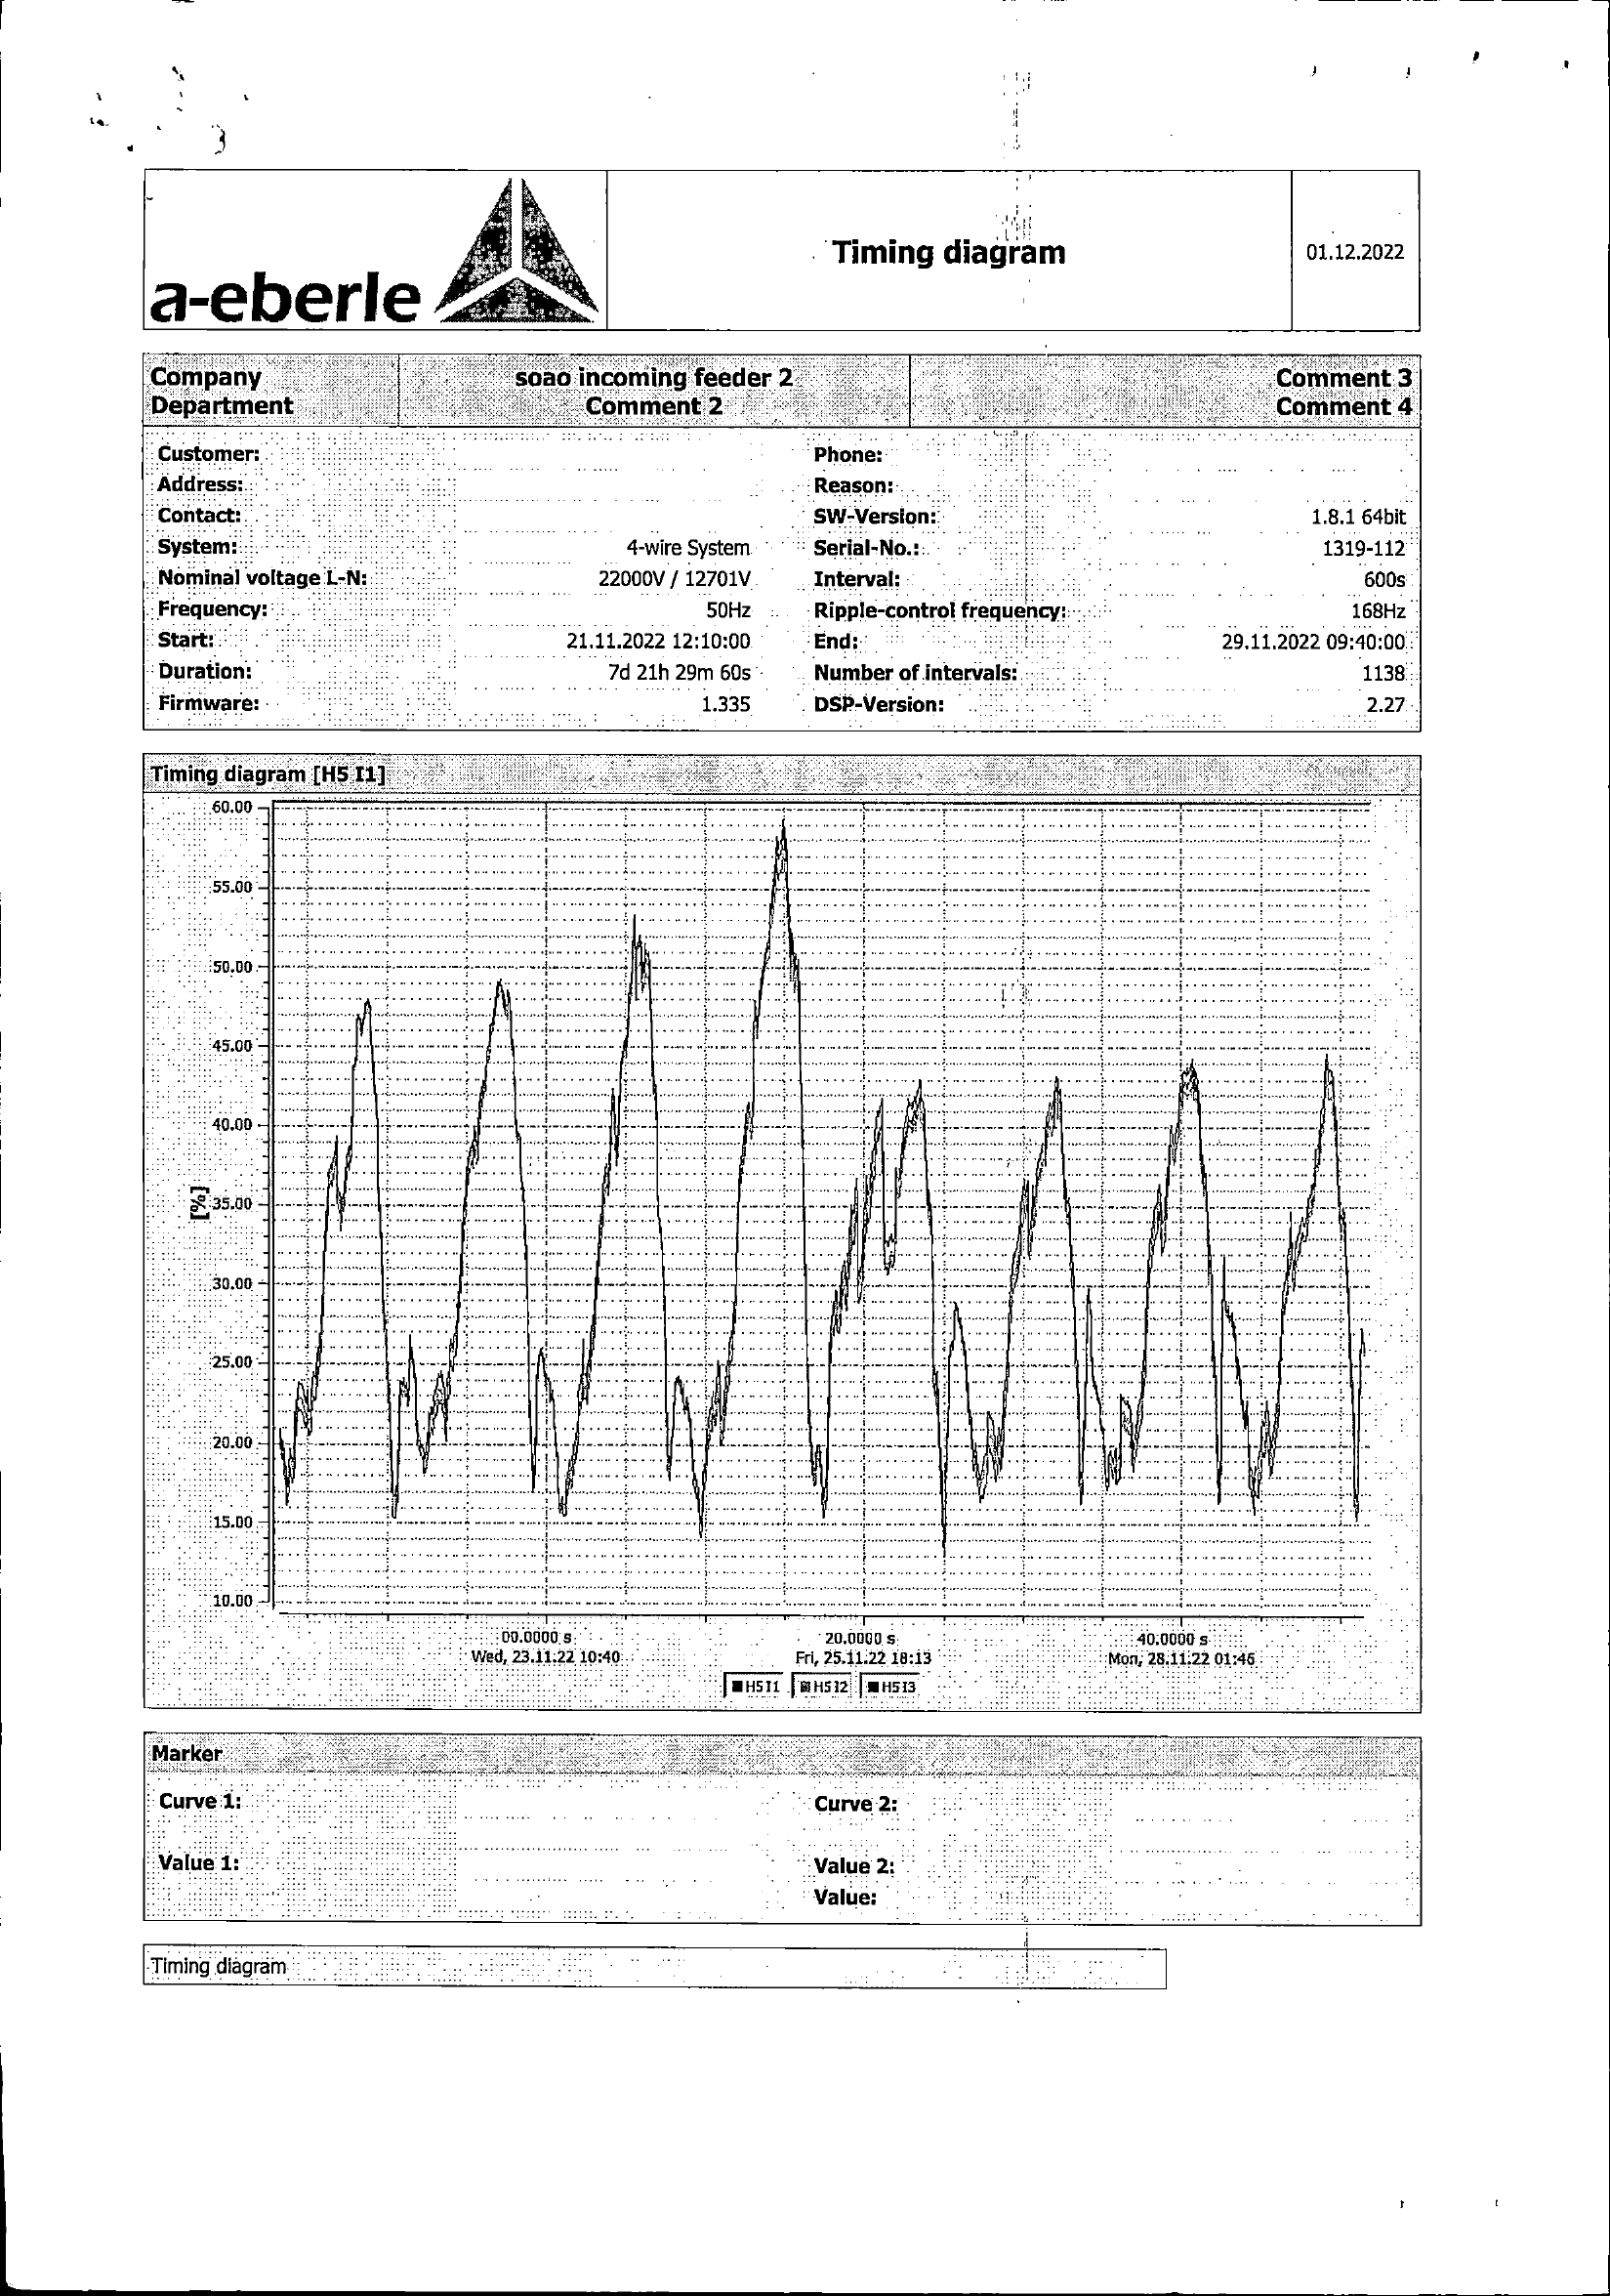 a-eberle
Timing diagram
01.12.2022
Company
Department
soao incoming feeder 2
Comment 2
Comment 3
Comment 4
Customer:
Phone:
Address:
Reason:
Contact:
SW-Version: 1.8.1 64bit
System: 4-wire System
Serial-No.: 1319-112
Nominal voltage L-N: 22000V / 12701V
Interval: 600s
Frequency: 50Hz
Ripple-control frequency: 168Hz
Start: 21.11.2022 12:10:00
End: 29.11.2022 09:40:00
Duration: 7d 21h 29m 60s
Number of intervals: 1138
Firmware: 1.335
DSP-Version: 2.27
Timing diagram [H5 I1]
60.00
55.00
50.00
45.00
40.00
[%]
35.00
30.00
25.00
20.00
15.00
10.00
00.0000 s
Wed, 23.11.22 10:40
20.0000 s
Fri, 25.11.22 18:13
40.0000 s
Mon, 28.11.22 01:46
H5 I1 H5 I2 H5 I3
Marker
Curve 1:
Curve 2:
Value 1:
Value 2:
Value:
Timing diagram